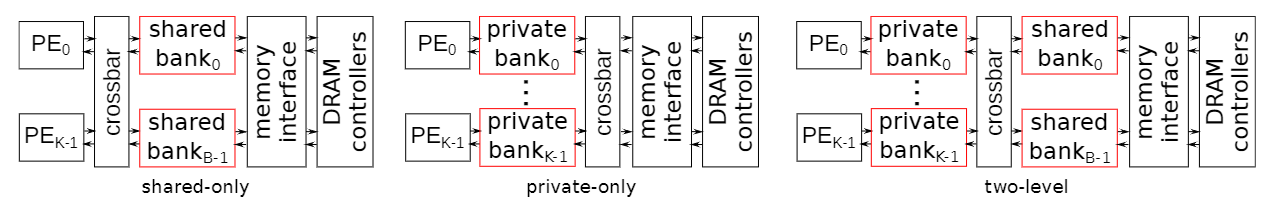 PE0
crossbar
shared
bank0
PEK-1
shared
bankB-1
memory
interface
DRAM
controllers
shared-only
PE0
private
bank0
PEK-1
private
bankK-1
crossbar
memory
interface
DRAM
controllers
private-only
PE0
private
bank0
PEK-1
private
bankK-1
crossbar
shared
bank0
shared
bankB-1
memory
interface
DRAM
controllers
two-level